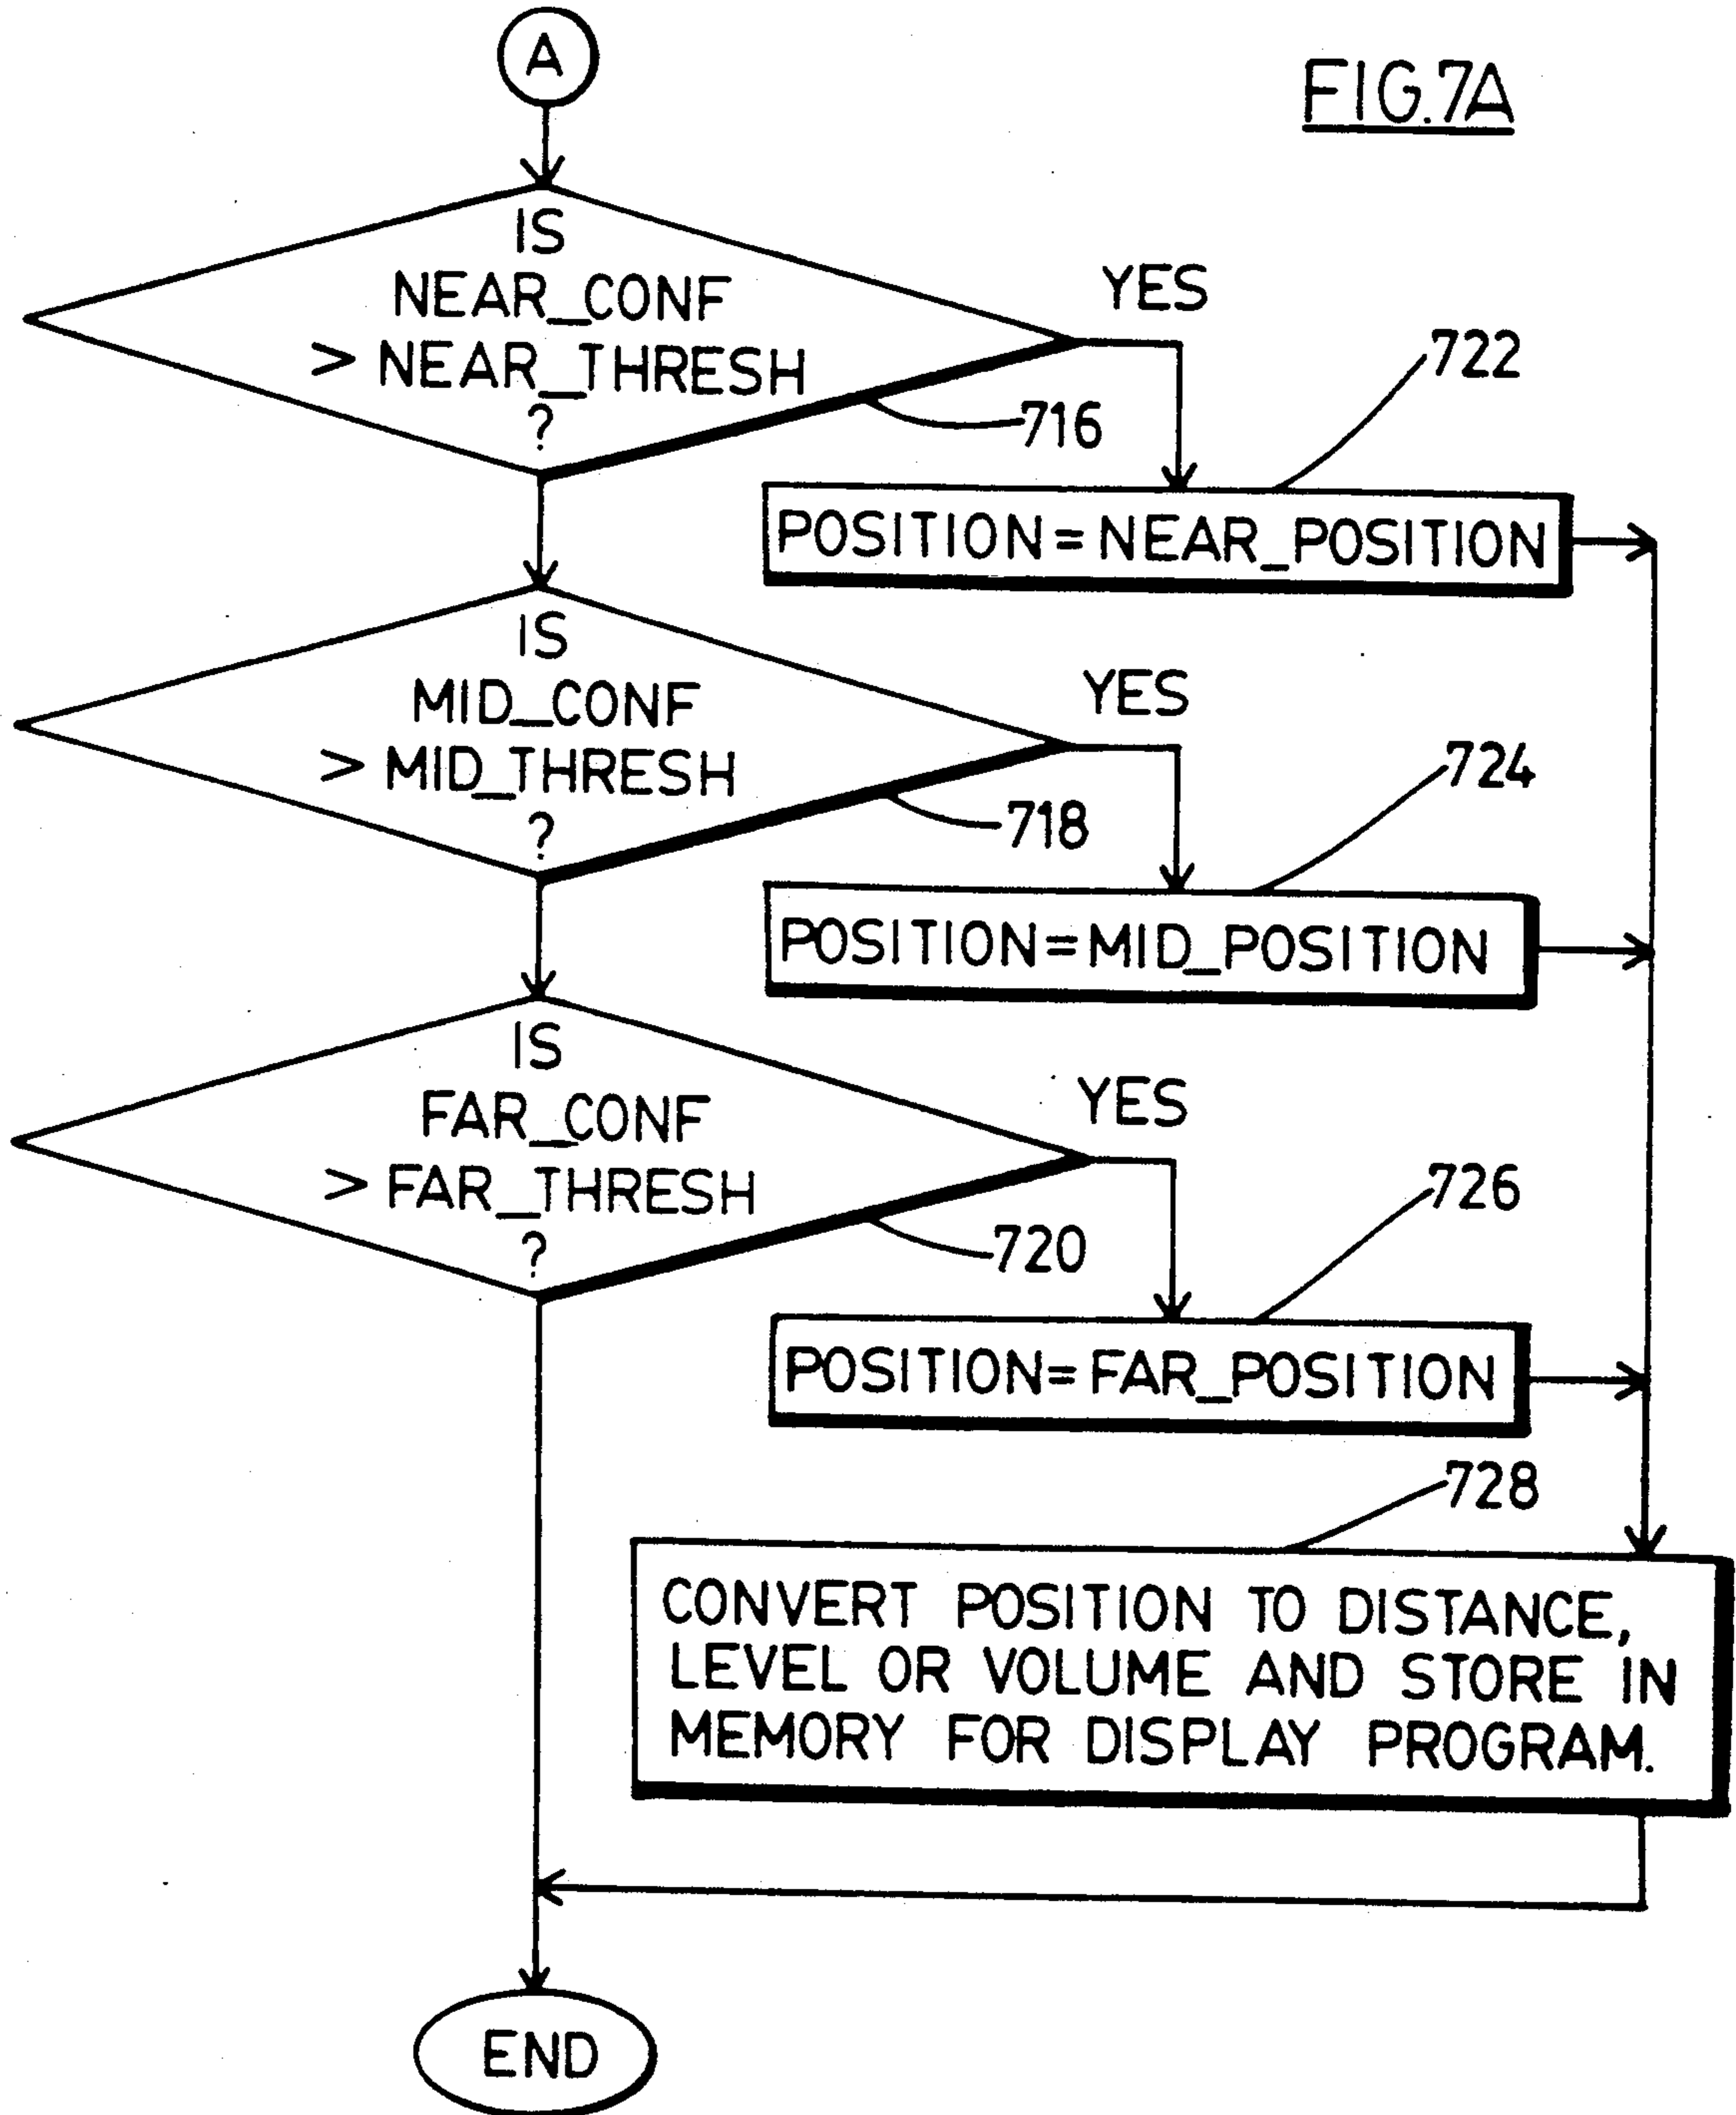 A
FIG.7A
IS
NEAR_CONF
> NEAR_THRESH
?
YES
716
722
POSITION=NEAR_POSITION
IS
MID_CONF
> MID_THRESH
?
YES
718
724
POSITION=MID_POSITION
IS
FAR_CONF
> FAR_THRESH
?
YES
720
726
POSITION=FAR_POSITION
728
CONVERT POSITION TO DISTANCE,
LEVEL OR VOLUME AND STORE IN
MEMORY FOR DISPLAY PROGRAM.
END